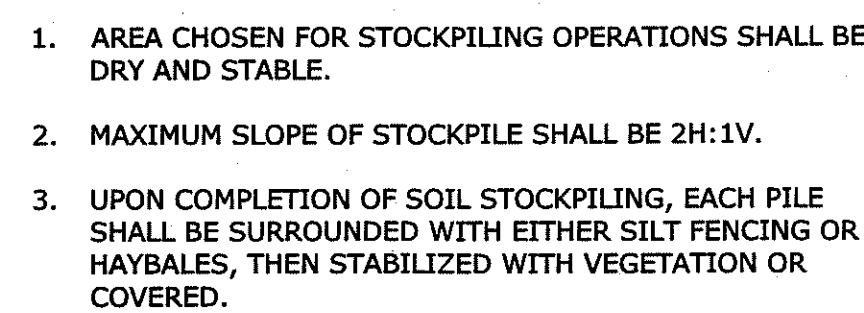 1. AREA CHOSEN FOR STOCKPILING OPERATIONS SHALL BE
DRY AND STABLE.
2. MAXIMUM SLOPE OF STOCKPILE SHALL BE 2H:1V.
3. UPON COMPLETION OF SOIL STOCKPILING, EACH PILE
SHALL BE SURROUNDED WITH EITHER SILT FENCING OR
HAYBALES, THEN STABILIZED WITH VEGETATION OR
COVERED.